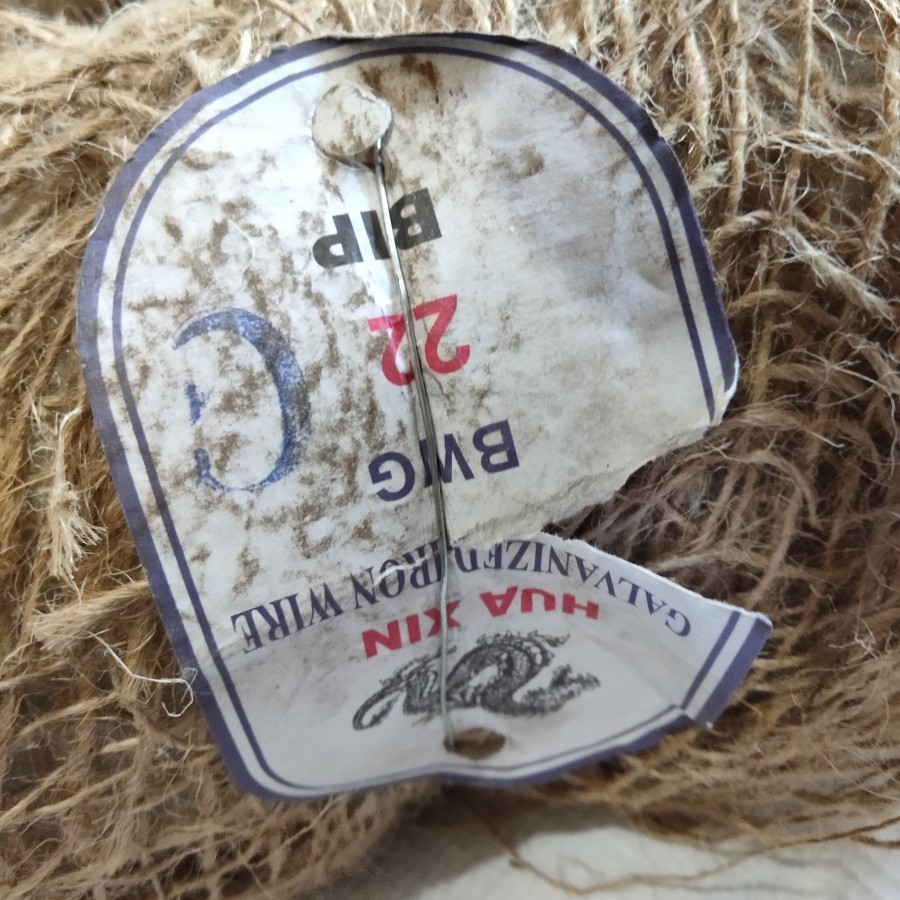 HUA XIN
GALVANIZED IRON WIRE
BWG
22
G
BIP